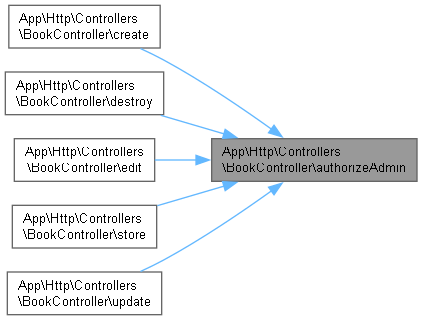 App\Http\Controllers
\BookController\create
App\Http\Controllers
\BookController\destroy
App\Http\Controllers
\BookController\edit
App\Http\Controllers
\BookController\store
App\Http\Controllers
\BookController\update
App\Http\Controllers
\BookController\authorizeAdmin